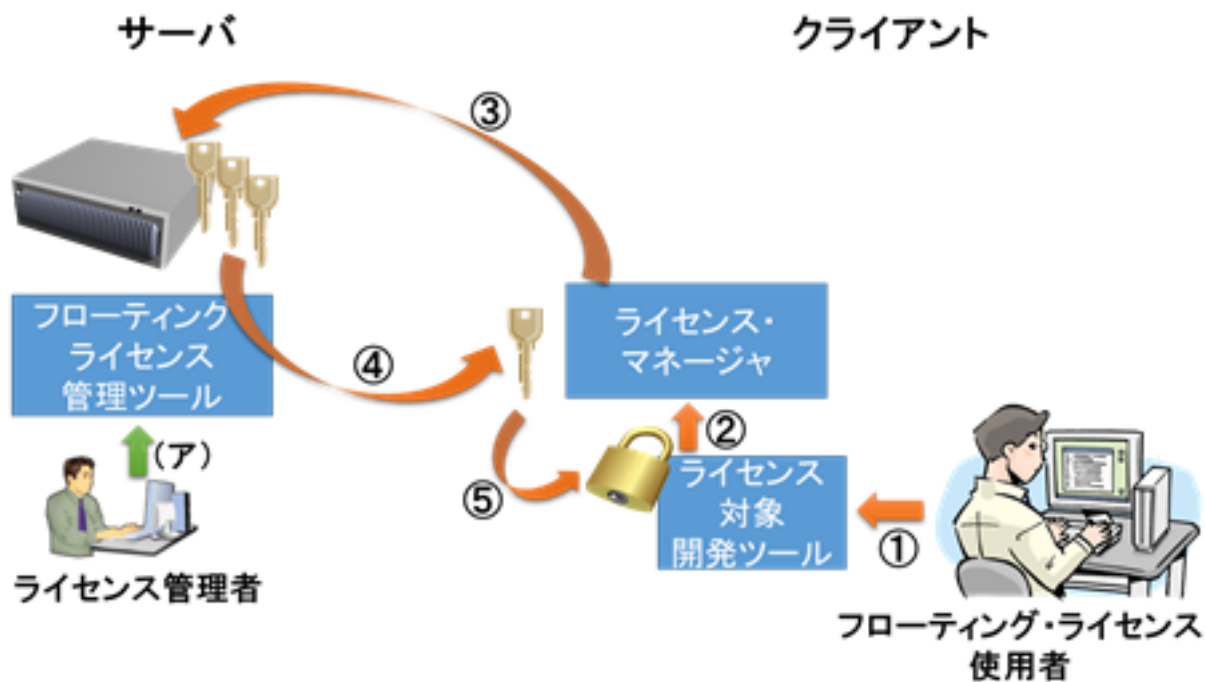 サーバ
クライアント
③
フローティング
ライセンス
管理ツール
④
ライセンス・
マネージャ
(ア)
②
⑤
ライセンス
対象
開発ツール
①
ライセンス管理者
フローティング・ライセンス
使用者